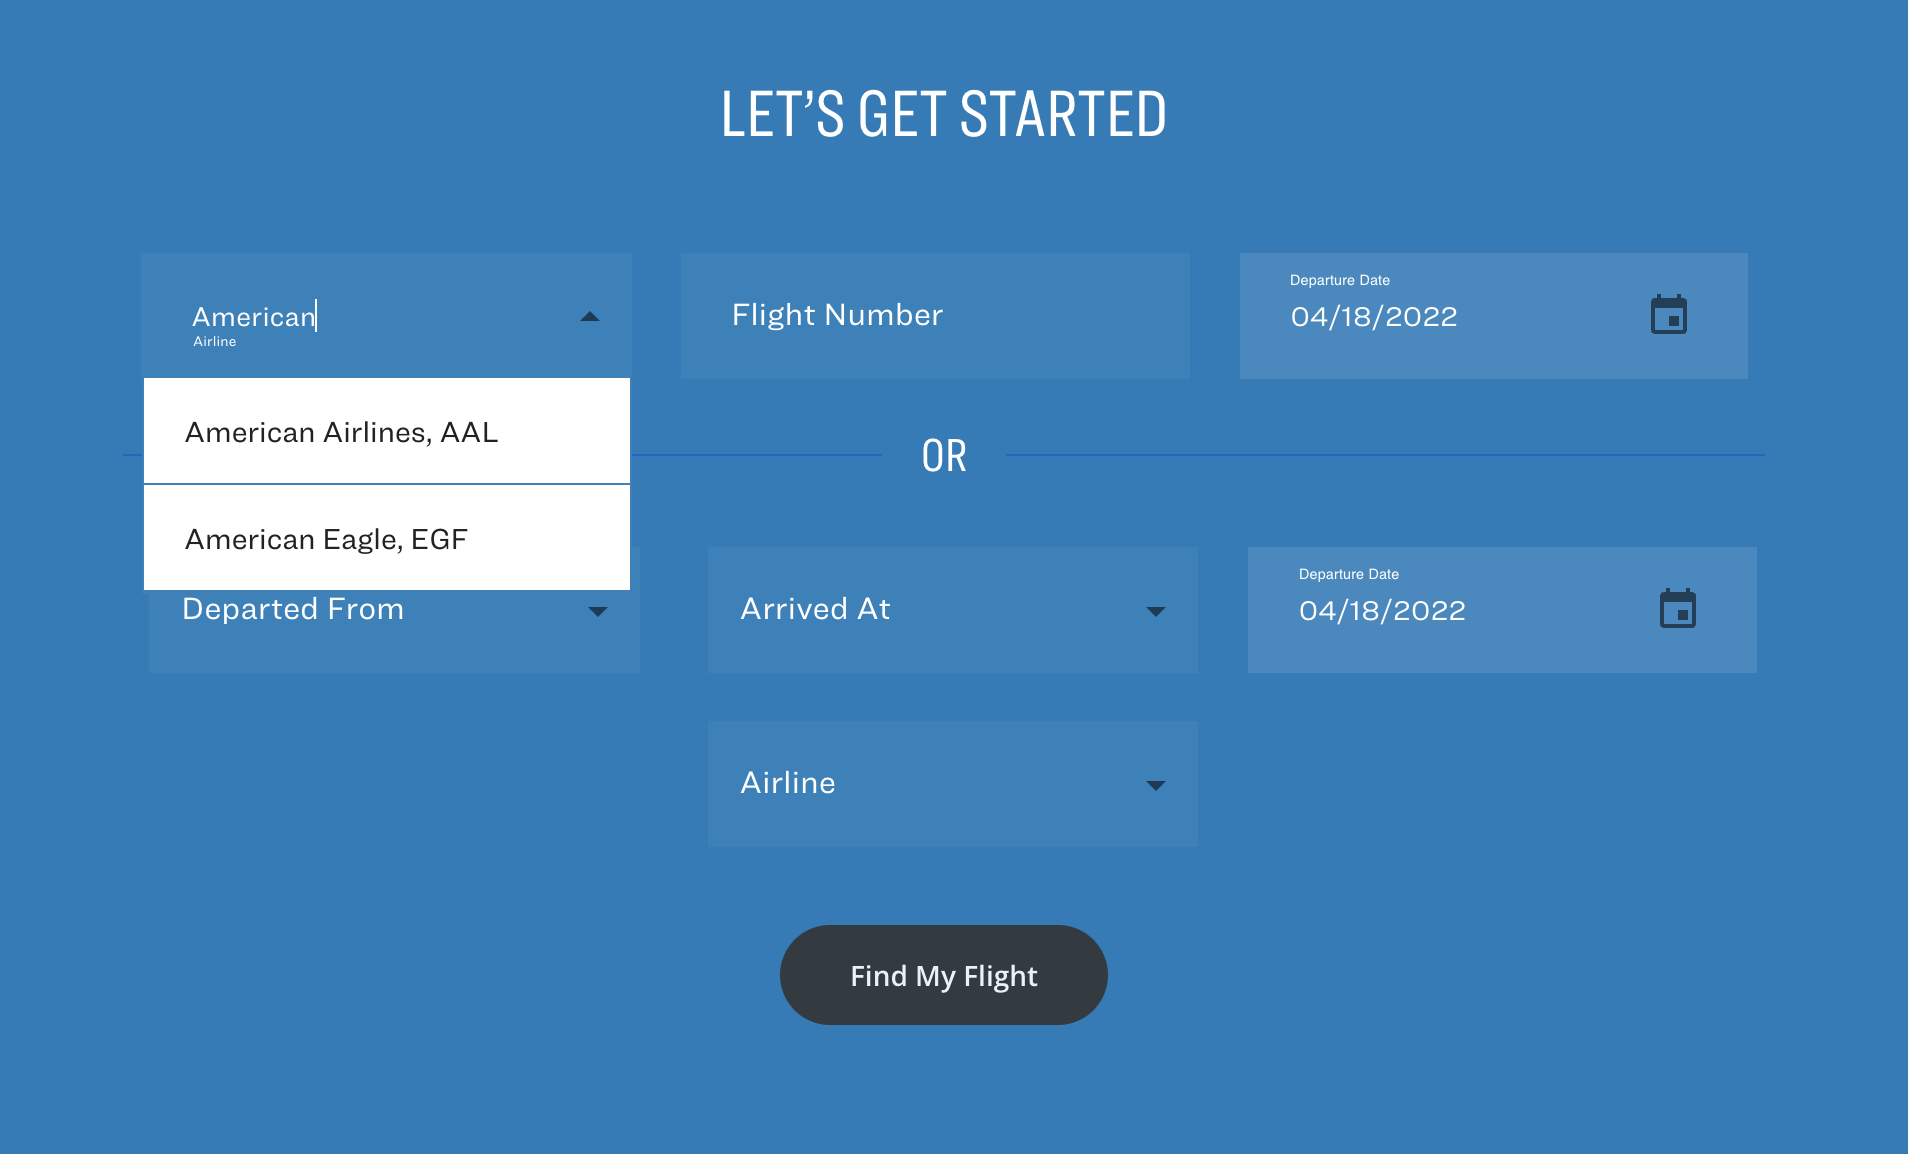 LET’S GET STARTED
American
Airline
Flight Number
Departure Date
04/18/2022
American Airlines, AAL
American Eagle, EGF
OR
Departed From
Arrived At
Departure Date
04/18/2022
Airline
Find My Flight